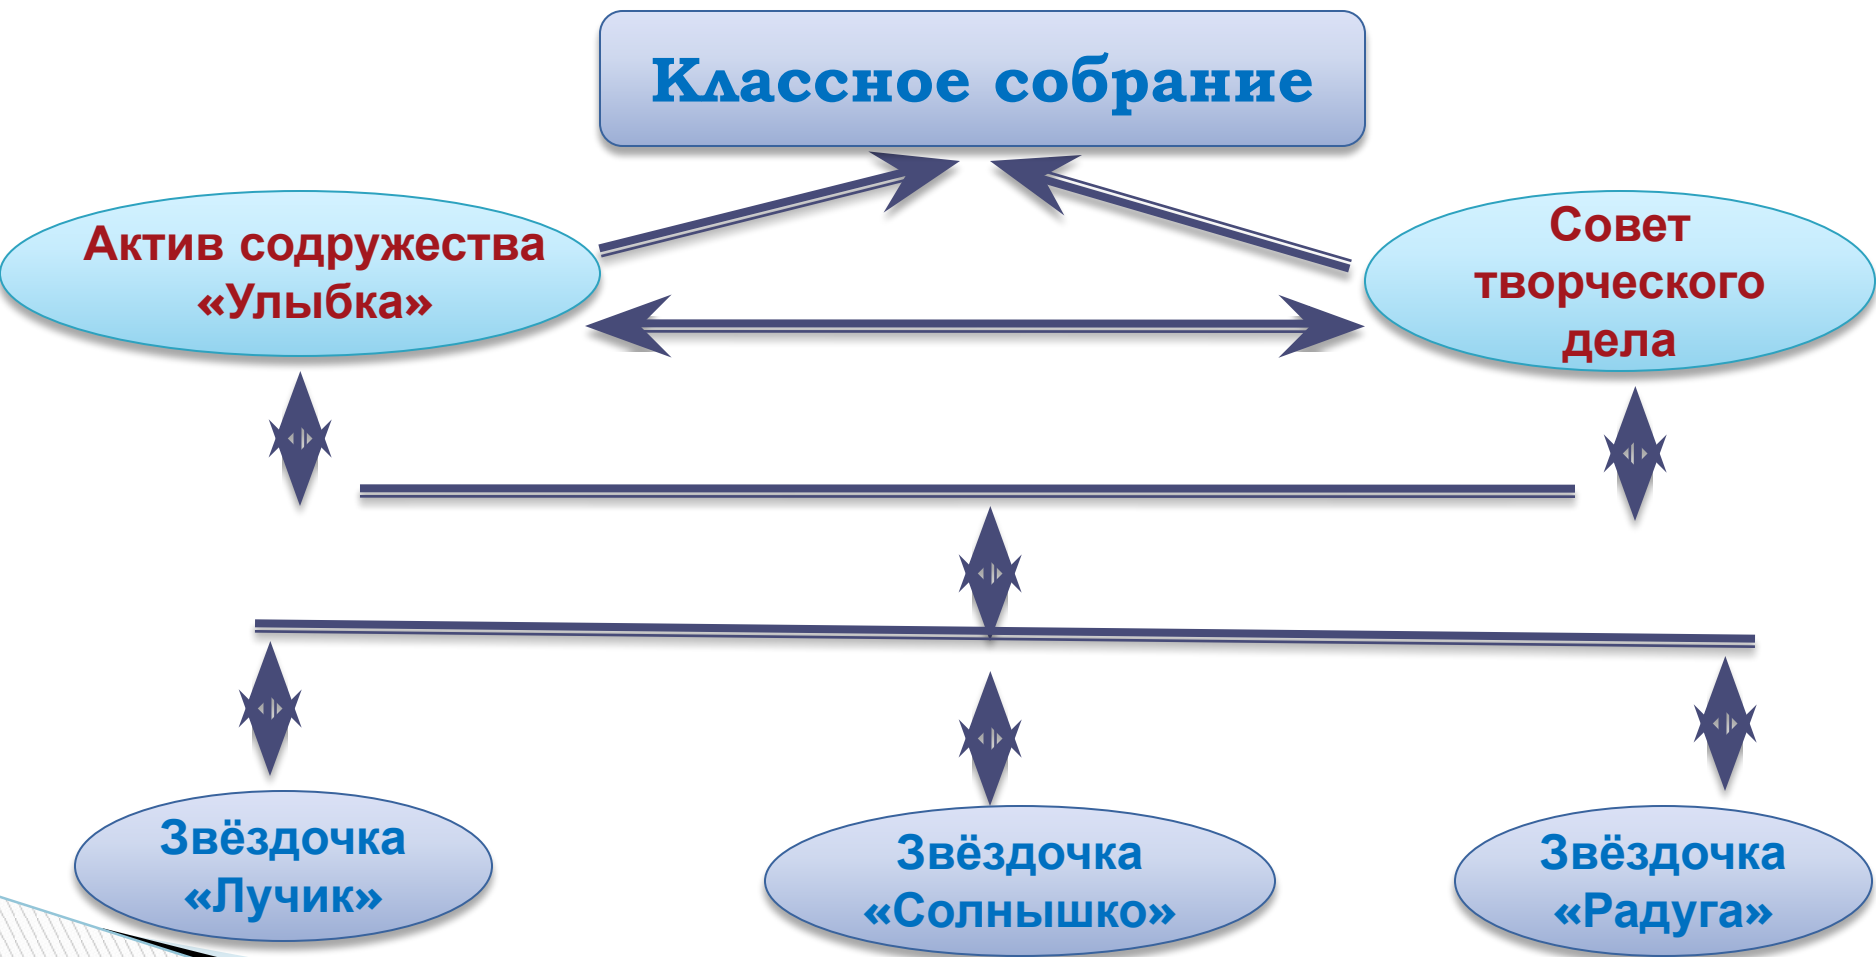 Классное собрание
Актив содружества
«Улыбка»
Совет
творческого
дела
Звёздочка
«Лучик»
Звёздочка
«Солнышко»
Звёздочка
«Радуга»